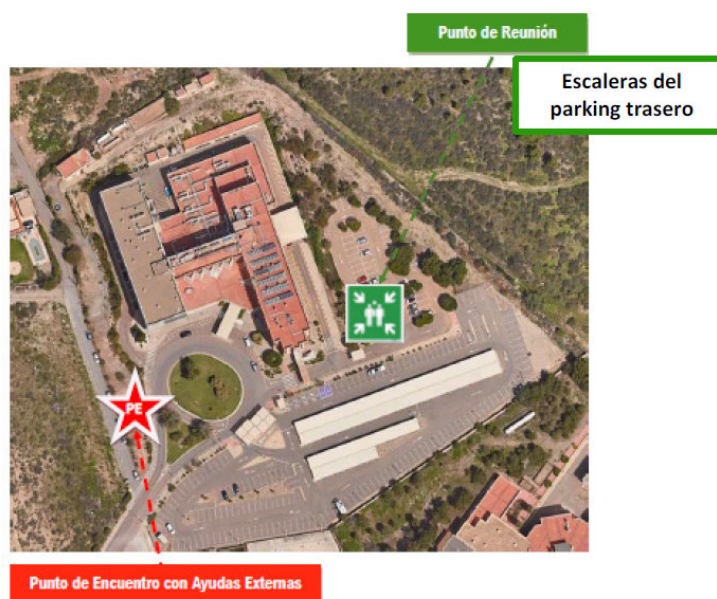 Punto de Reunión
Escaleras del
parking trasero
PE
Punto de Encuentro con Ayudas Externas